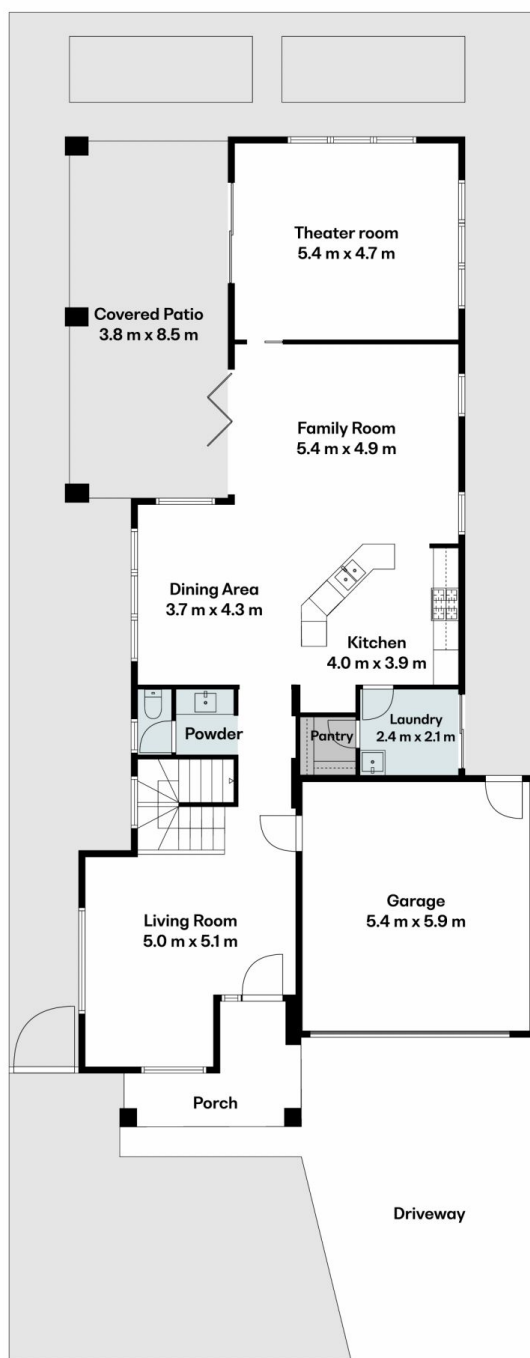 Theater room
5.4 m x 4.7 m
Covered Patio
3.8 m x 8.5 m
Family Room
5.4 m x 4.9 m
Dining Area
3.7 m x 4.3 m
Kitchen
4.0 m x 3.9 m
Powder
Pantry
Laundry
2.4 m x 2.1 m
Garage
5.4 m x 5.9 m
Living Room
5.0 m x 5.1 m
Porch
Driveway